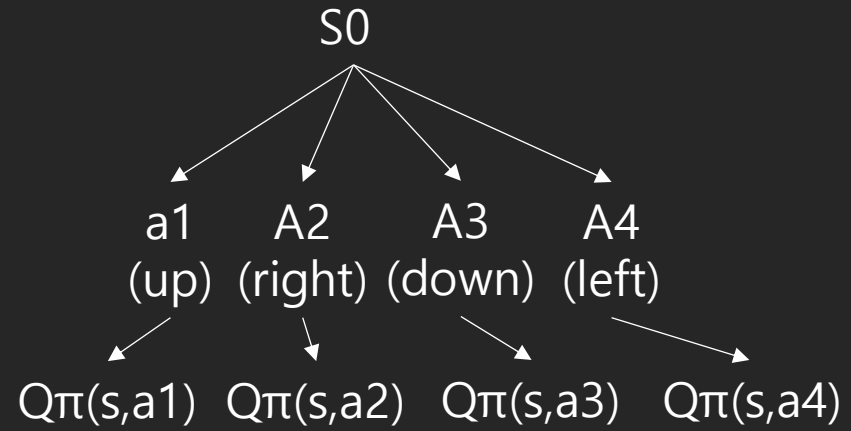 S0
a1 A2 A3 A4
(up) (right) (down) (left)
Qπ(s,a1) Qπ(s,a2) Qπ(s,a3) Qπ(s,a4)